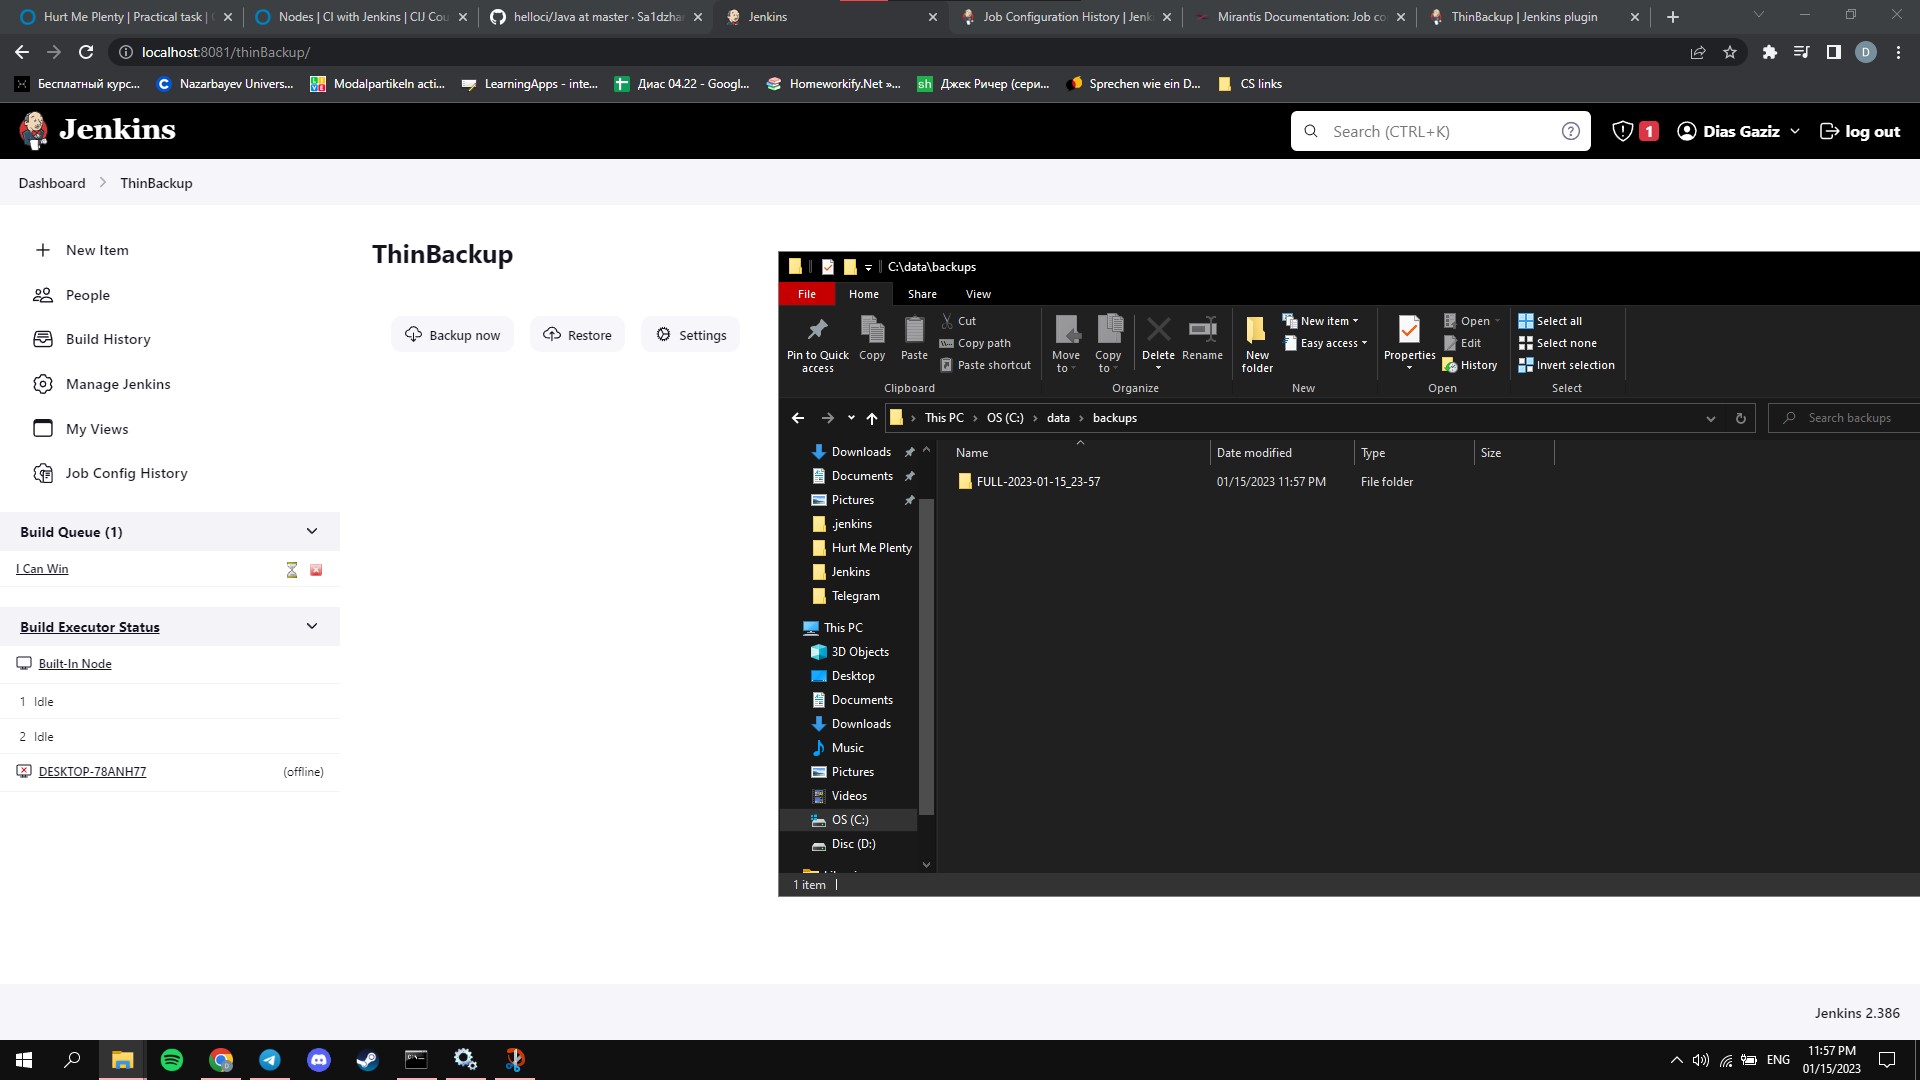 Hurt Me Plenty | Practical task |
Nodes | CI with Jenkins | CIJ Cou
helloci/Java at master · Sa1dzhan
Jenkins
Job Configuration History | Jenk
Mirantis Documentation: Job co
ThinBackup | Jenkins plugin
localhost:8081/thinBackup/
D
Бесплатный курс...
Nazarbayev Univers...
Modalpartikeln acti...
LearningApps - inte...
Диас 04.22 - Googl...
Homeworkify.Net »...
sh
Джек Ричер (сери...
Sprechen wie ein D...
CS links
Jenkins
Search (CTRL+K)
1
Dias Gaziz
log out
Dashboard
ThinBackup
New Item
People
Build History
Manage Jenkins
My Views
Job Config History
Build Queue (1)
I Can Win
Build Executor Status
Built-In Node
1 Idle
2 Idle
DESKTOP-78ANH77
(offline)
ThinBackup
Backup now
Restore
Settings
C:\data\backups
File
Home
Share
View
Pin to Quick access
Copy
Paste
Cut
Copy path
Paste shortcut
Clipboard
Move to
Copy to
Delete
Rename
Organize
New folder
New item
Easy access
New
Properties
Open
Edit
History
Open
Select all
Select none
Invert selection
Select
This PC
OS (C:)
data
backups
Search backups
Downloads
Documents
Pictures
.jenkins
Hurt Me Plenty
Jenkins
Telegram
This PC
3D Objects
Desktop
Documents
Downloads
Music
Pictures
Videos
OS (C:)
Disc (D:)
Name
Date modified
Type
Size
FULL-2023-01-15_23-57
01/15/2023 11:57 PM
File folder
1 item
Jenkins 2.386
ENG
11:57 PM
01/15/2023